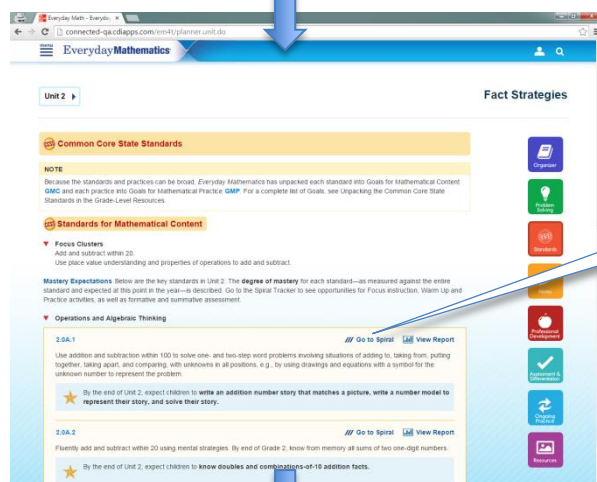 Everyday Math - Everyday
connected-qa.cdiapps.com/em4t/planner.unit.do
menu
EverydayMathematics
Unit 2
Fact Strategies
Common Core State Standards
NOTE
Because the standards and practices can be broad, Everyday Mathematics has unpacked each standard into Goals for Mathematical Content
GMC and each practice into Goals for Mathematical Practice GMP. For a complete list of Goals, see Unpacking the Common Core State
Standards in the Grade-Level Resources.
Standards for Mathematical Content
Focus Clusters
Add and subtract within 20.
Use place value understanding and properties of operations to add and subtract.
Mastery Expectations Below are the key standards in Unit 2. The degree of mastery for each standard—as measured against the entire
standard and expected at this point in the year—is described. Go to the Spiral Tracker to see opportunities for Focus instruction, Warm Up and
Practice activities, as well as formative and summative assessment.
Operations and Algebraic Thinking
2.OA.1
Go to Spiral
View Report
Use addition and subtraction within 100 to solve one- and two-step word problems involving situations of adding to, taking from, putting
together, taking apart, and comparing, with unknowns in all positions, e.g., by using drawings and equations with a symbol for the
unknown number to represent the problem.
By the end of Unit 2, expect children to write an addition number story that matches a picture, write a number model to
represent their story, and solve their story.
2.OA.2
Go to Spiral
View Report
Fluently add and subtract within 20 using mental strategies. By end of Grade 2, know from memory all sums of two one-digit numbers.
By the end of Unit 2, expect children to know doubles and combinations-of-10 addition facts.
Organizer
Problem
Solving
Standards
Professional
Development
Assessment &
Differentiation
Ongoing
Practice
Resources